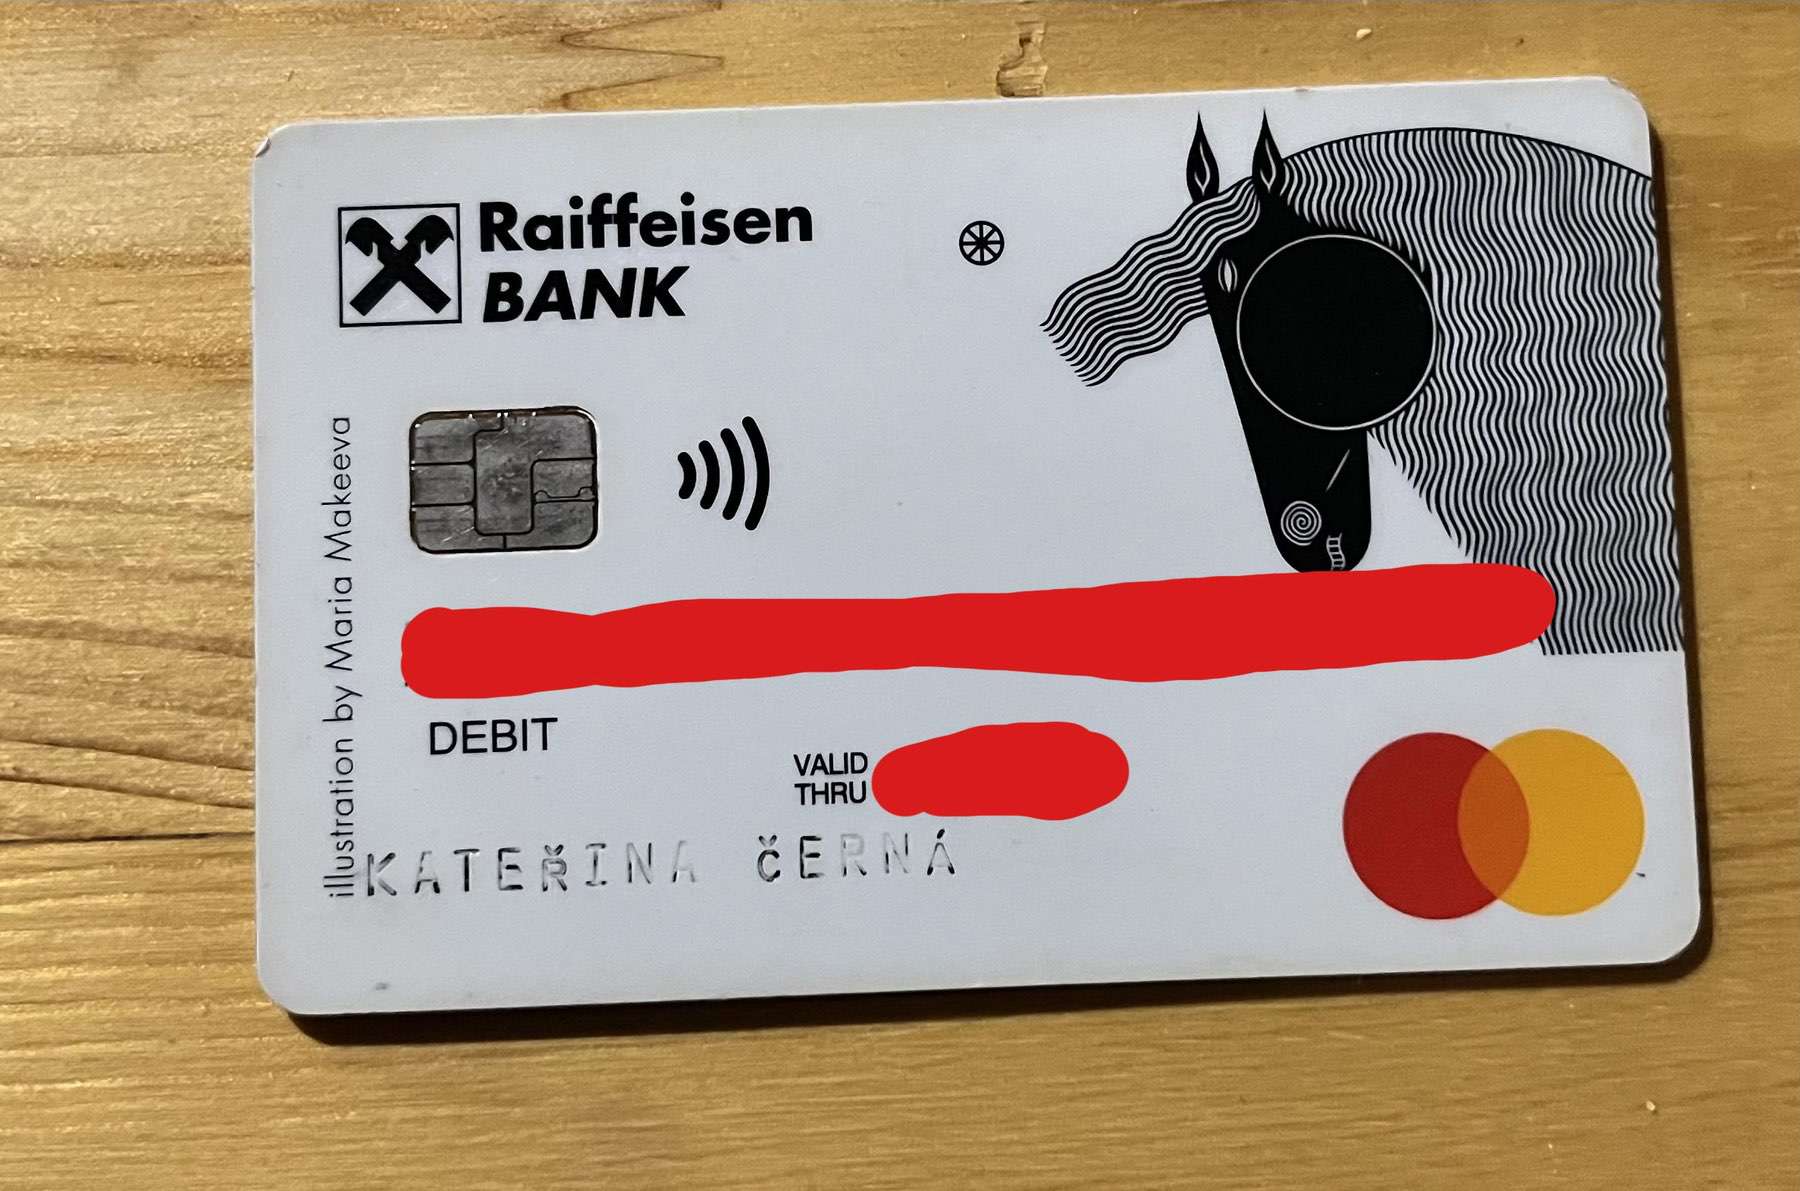 Raiffeisen
BANK
illustration by Maria Makeeva
DEBIT
VALID
THRU
KATEŘINA ČERNÁ